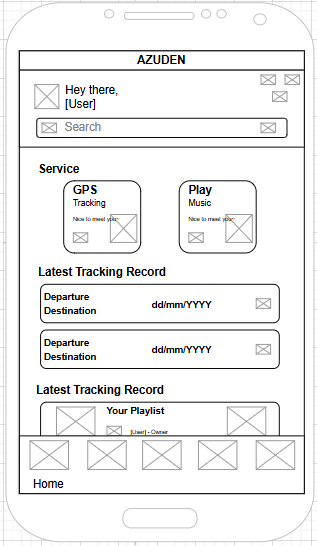 AZUDEN
Hey there,
[User]
Search
Service
GPS
Tracking
Nice to meet you~
Play
Music
Nice to meet you~
Latest Tracking Record
Departure
Destination
dd/mm/YYYY
Departure
Destination
dd/mm/YYYY
Latest Tracking Record
Your Playlist
[User] - Owner
Home